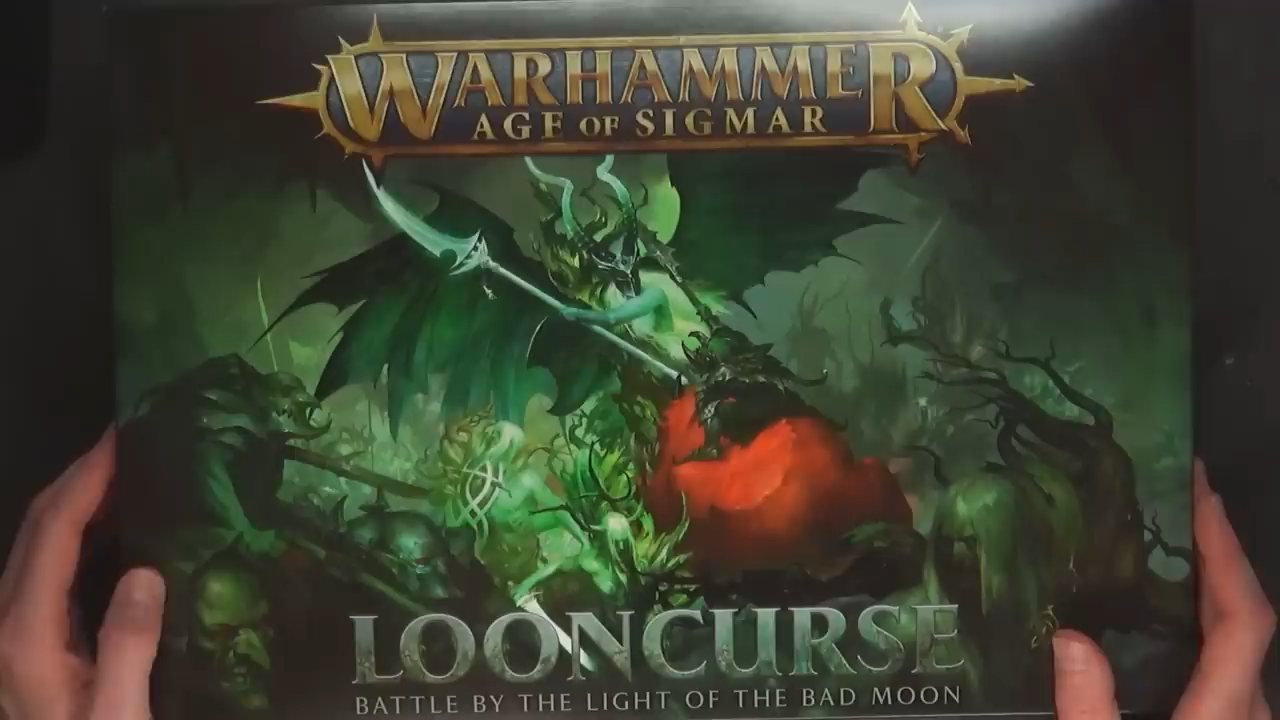 WARHAMMER
AGE OF SIGMAR
LOONCURSE
BATTLE BY THE LIGHT OF THE BAD MOON